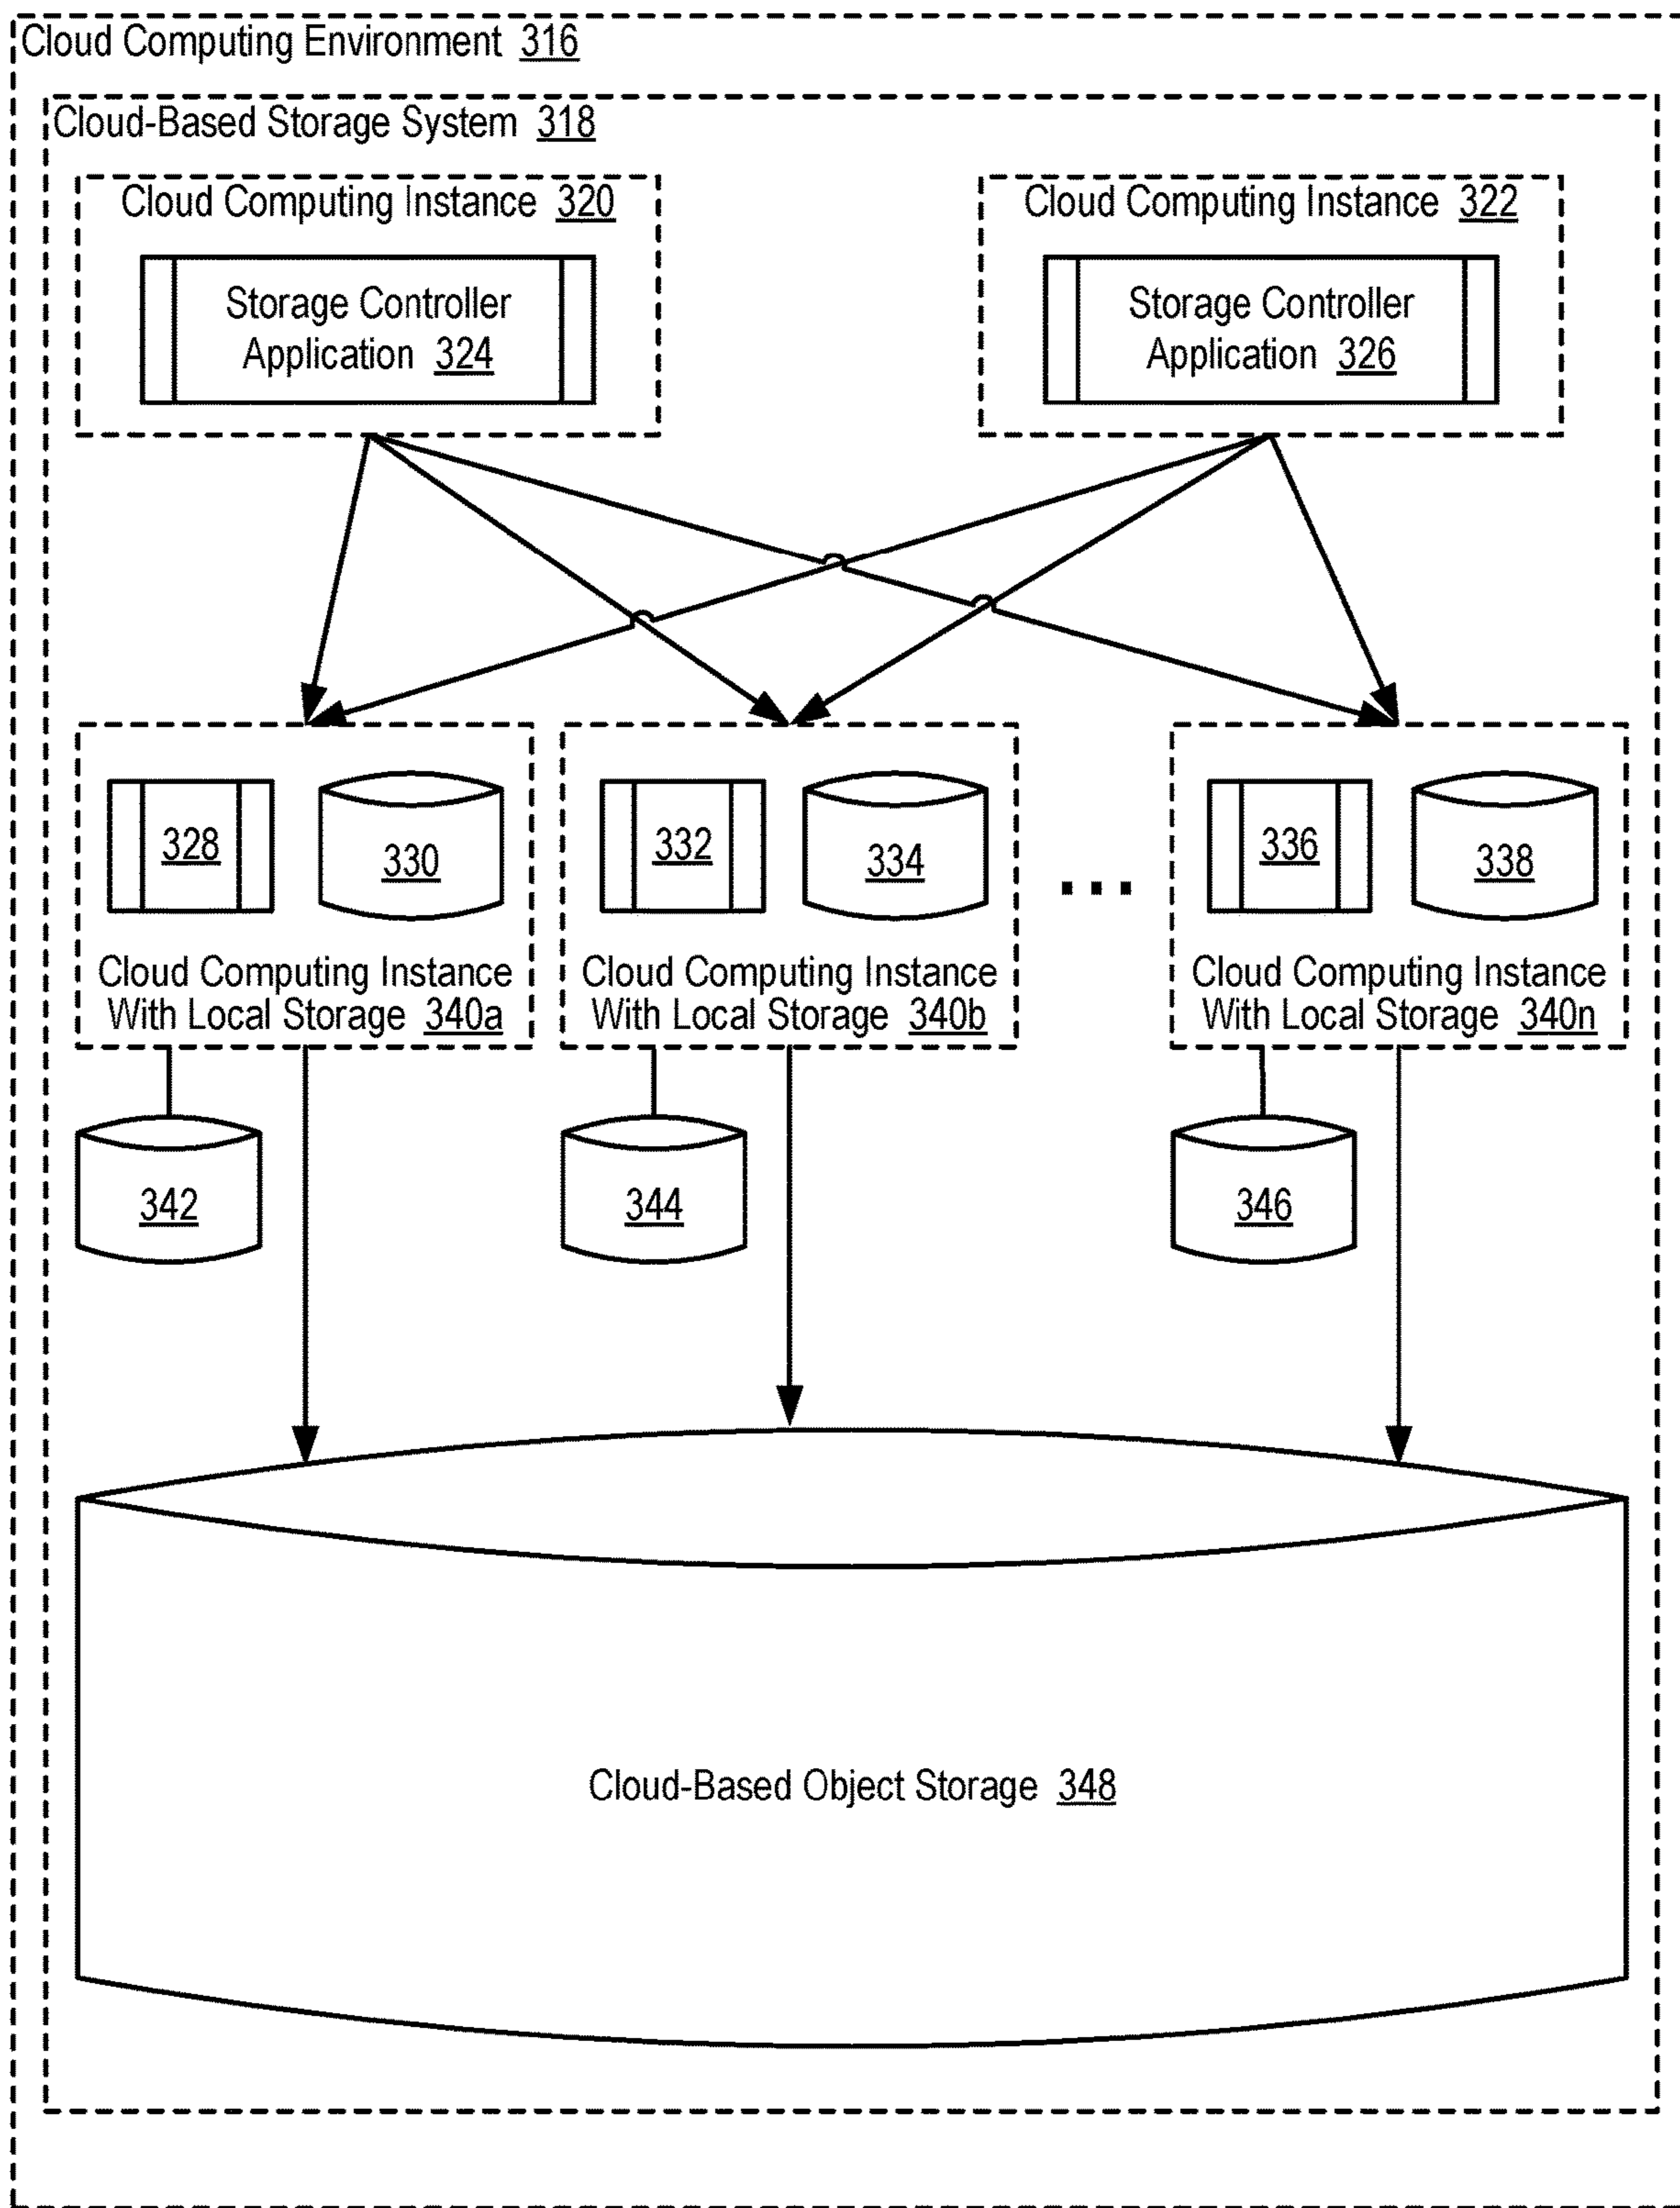 Cloud Computing Environment 316
Cloud-Based Storage System 318
Cloud Computing Instance 320
Storage Controller
Application 324
Cloud Computing Instance 322
Storage Controller
Application 326
328
330
Cloud Computing Instance
With Local Storage 340a
332
334
Cloud Computing Instance
With Local Storage 340b
...
336
338
Cloud Computing Instance
With Local Storage 340n
342
344
346
Cloud-Based Object Storage 348